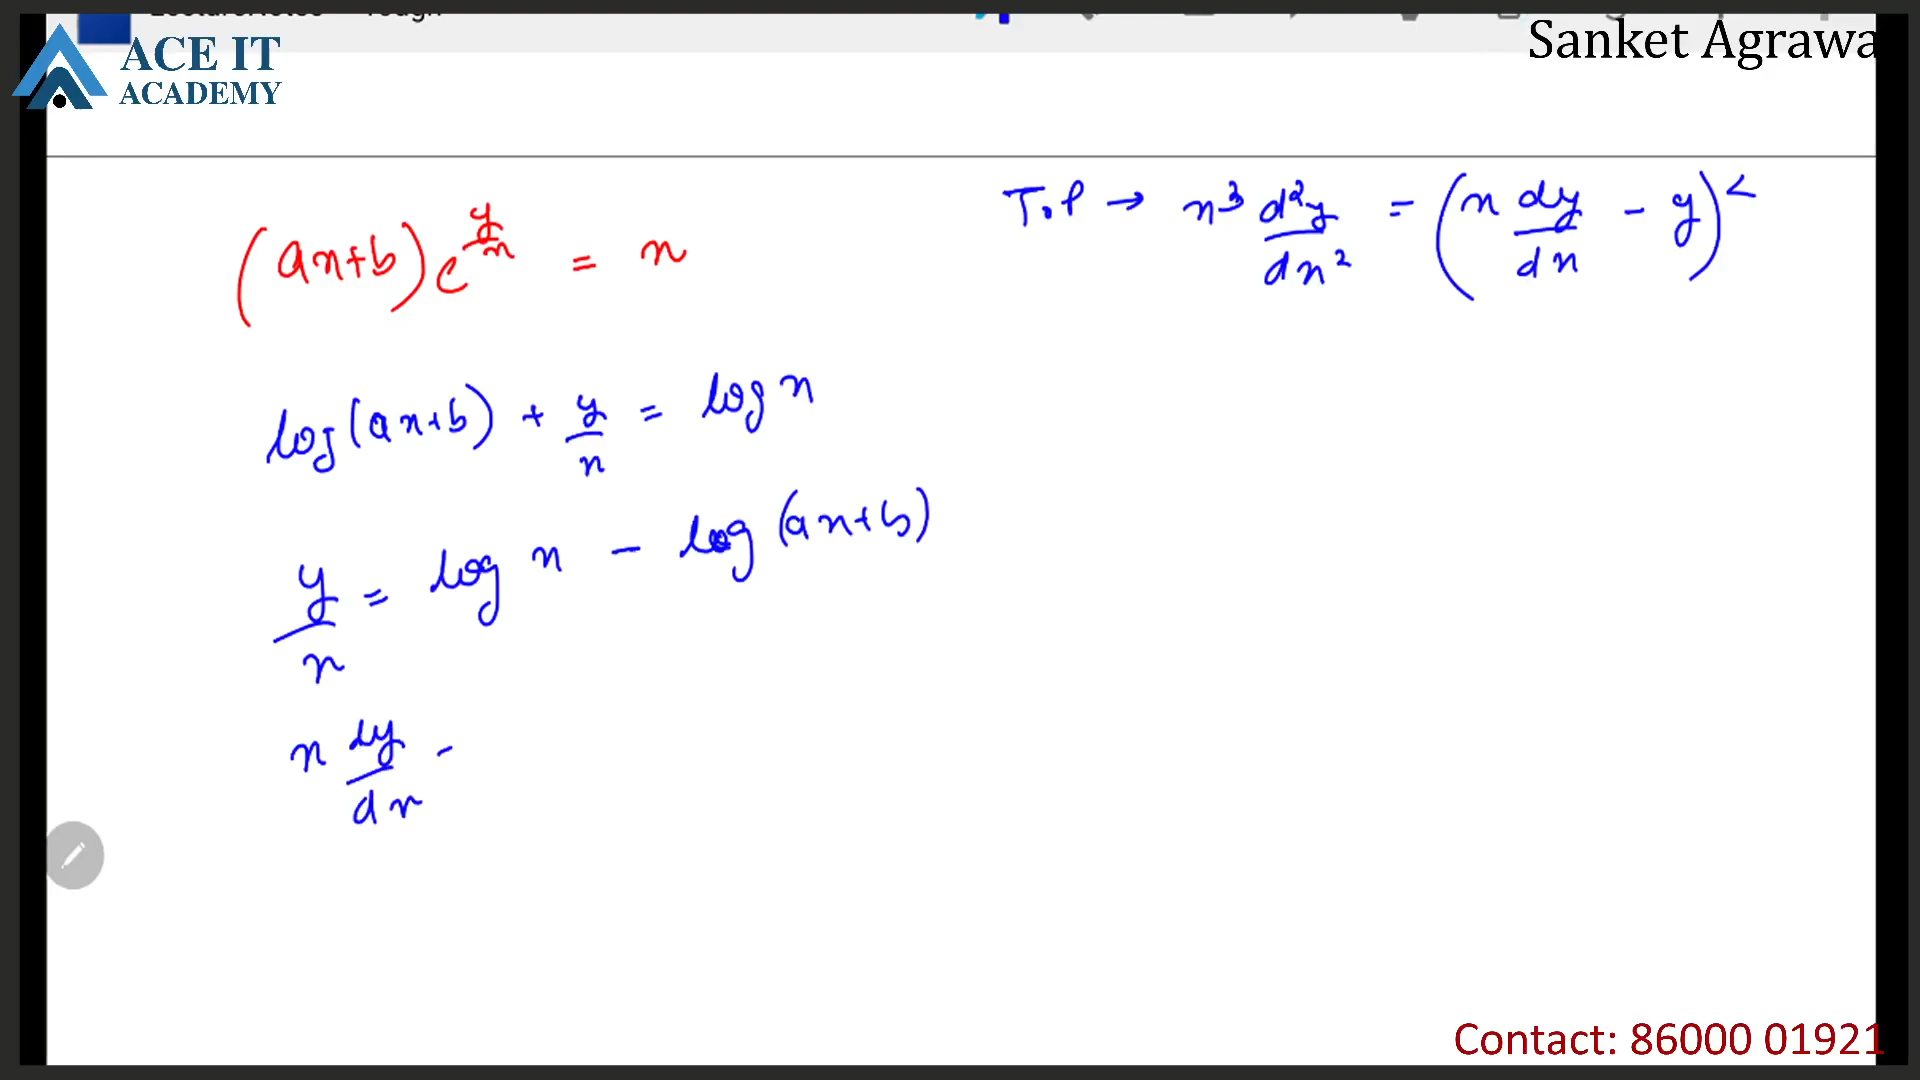 ACE IT
ACADEMY
Sanket Agrawa
(ax+b) e^(y/x) = x
T.P → x³ d²y/dx² = (x dy/dx - y)²
log(ax+b) + y/x = log x
y/x = log x - log (ax+b)
x dy/dx -
Contact: 86000 01921